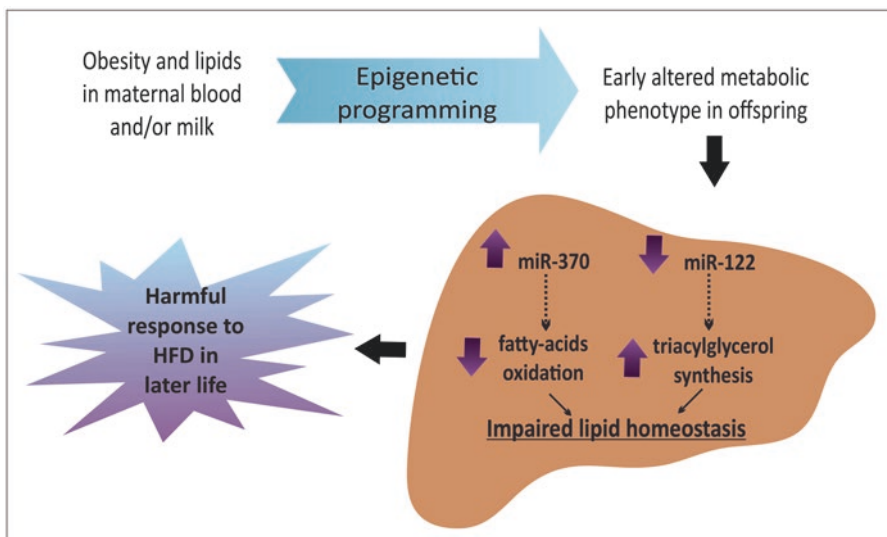 Obesity and lipids
in maternal blood
and/or milk
Epigenetic
programming
Early altered metabolic
phenotype in offspring
miR-370
miR-122
fatty-acids
oxidation
triacylglycerol
synthesis
Impaired lipid homeostasis
Harmful
response to
HFD in
later life